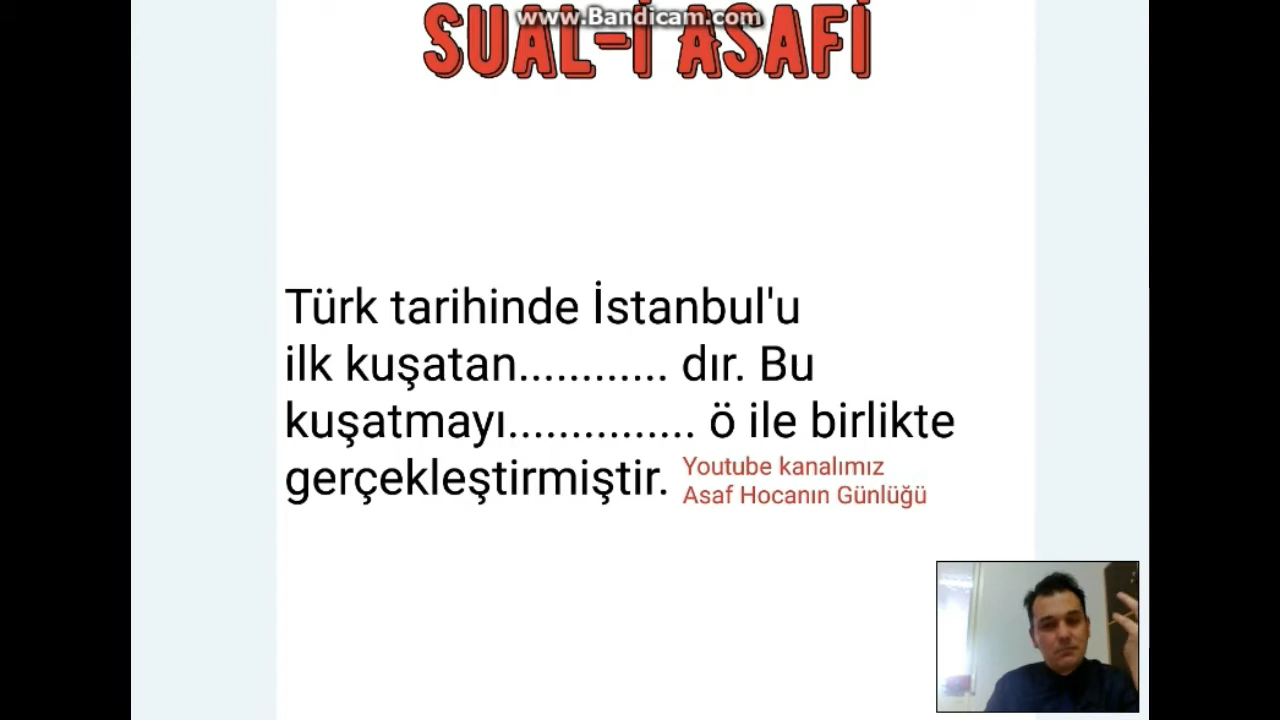 www.Bandicam.com
SUAL-İ ASAFİ
Türk tarihinde İstanbul'u
ilk kuşatan............ dır. Bu
kuşatmayı............... ö ile birlikte
gerçekleştirmiştir.
Youtube kanalımız
Asaf Hocanın Günlüğü